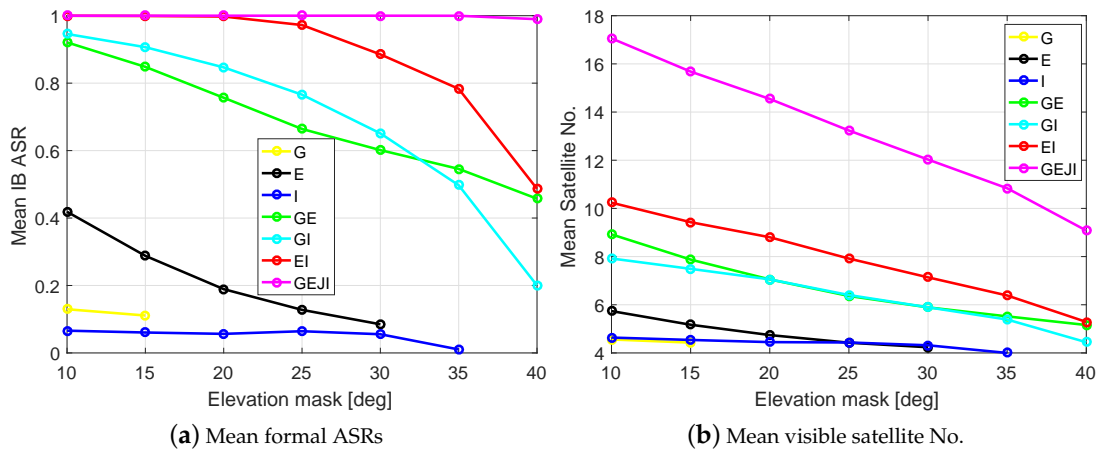 1
0.8
0.6
0.4
0.2
0
Mean IB ASR
G
E
I
GE
GI
EI
GEJI
10 15 20 25 30 35 40
Elevation mask [deg]
(a) Mean formal ASRs
18
16
14
12
10
8
6
4
Mean Satellite No.
G
E
I
GE
GI
EI
GEJI
10 15 20 25 30 35 40
Elevation mask [deg]
(b) Mean visible satellite No.